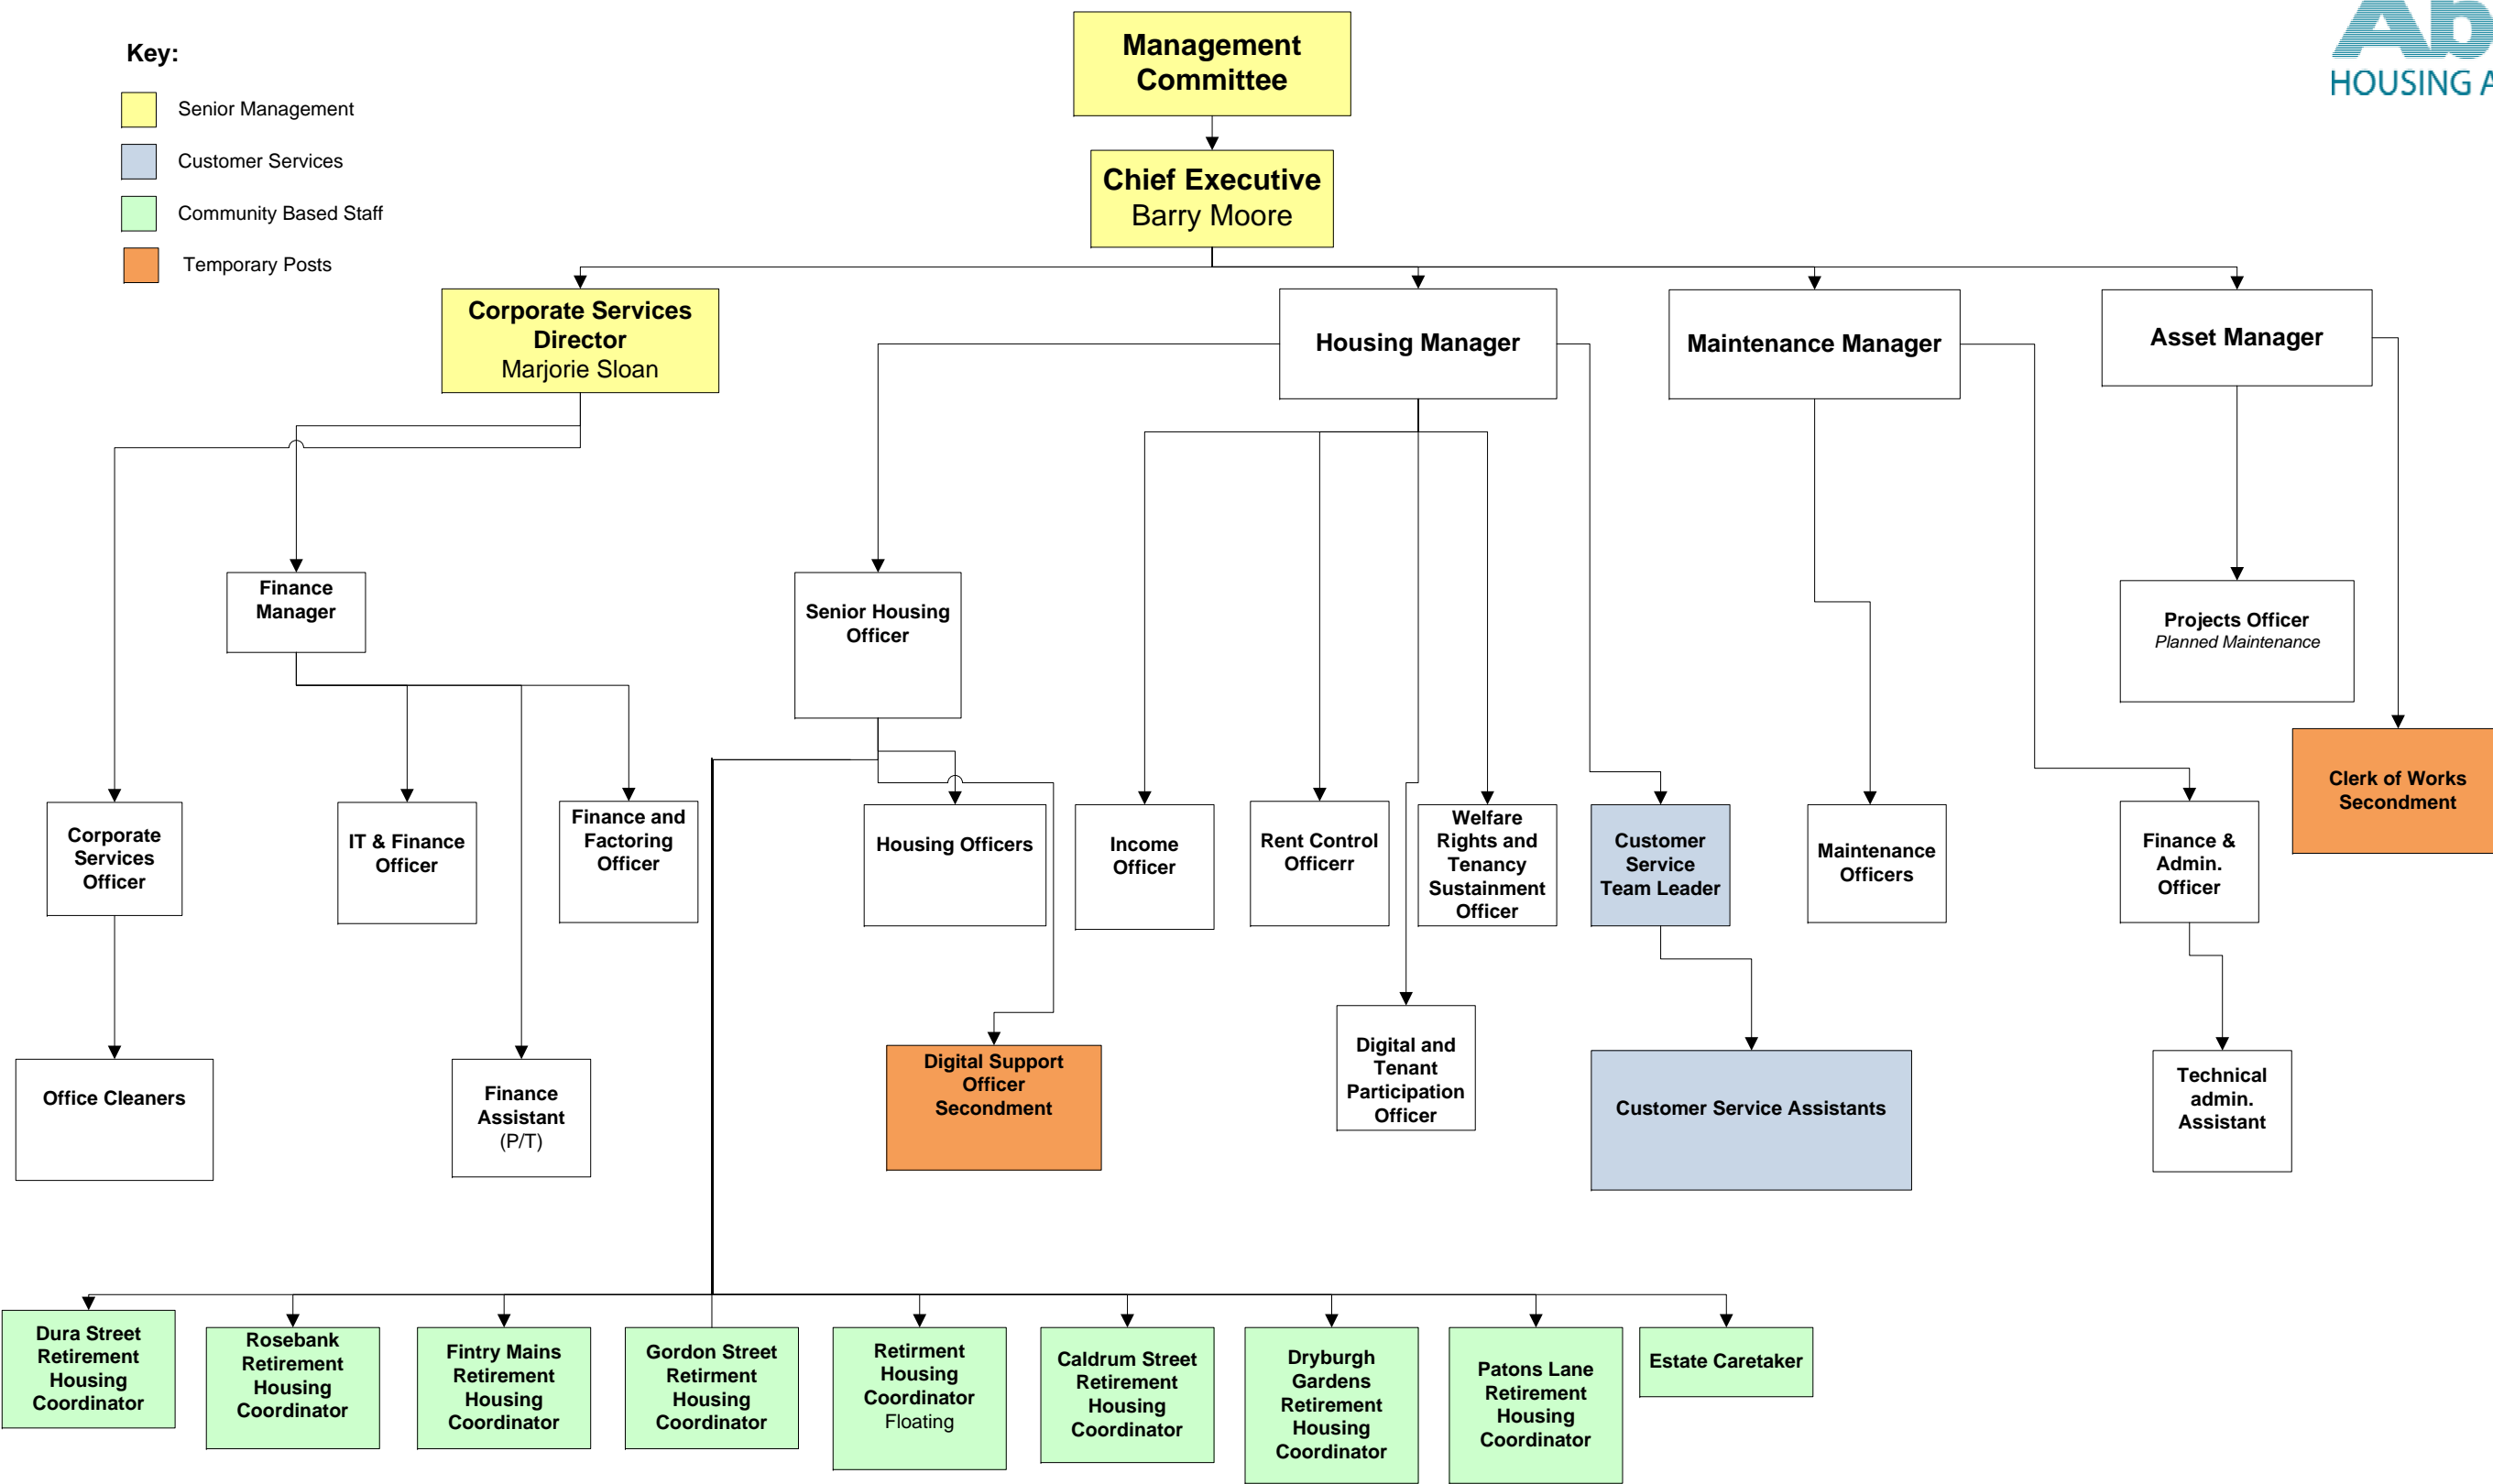 Key:
Senior Management
Customer Services
Community Based Staff
Temporary Posts
Ab
HOUSING A
Management
Committee
Chief Executive
Barry Moore
Corporate Services
Director
Marjorie Sloan
Housing Manager
Maintenance Manager
Asset Manager
Finance
Manager
Senior Housing
Officer
Projects Officer
Planned Maintenance
Clerk of Works
Secondment
Corporate
Services
Officer
IT & Finance
Officer
Finance and
Factoring
Officer
Housing Officers
Income
Officer
Rent Control
Officerr
Welfare
Rights and
Tenancy
Sustainment
Officer
Customer
Service
Team Leader
Maintenance
Officers
Finance &
Admin.
Officer
Office Cleaners
Finance
Assistant
(P/T)
Digital Support
Officer
Secondment
Digital and
Tenant
Participation
Officer
Customer Service Assistants
Technical
admin.
Assistant
Dura Street
Retirement
Housing
Coordinator
Rosebank
Retirement
Housing
Coordinator
Fintry Mains
Retirement
Housing
Coordinator
Gordon Street
Retirment
Housing
Coordinator
Retirment
Housing
Coordinator
Floating
Caldrum Street
Retirement
Housing
Coordinator
Dryburgh
Gardens
Retirement
Housing
Coordinator
Patons Lane
Retirement
Housing
Coordinator
Estate Caretaker